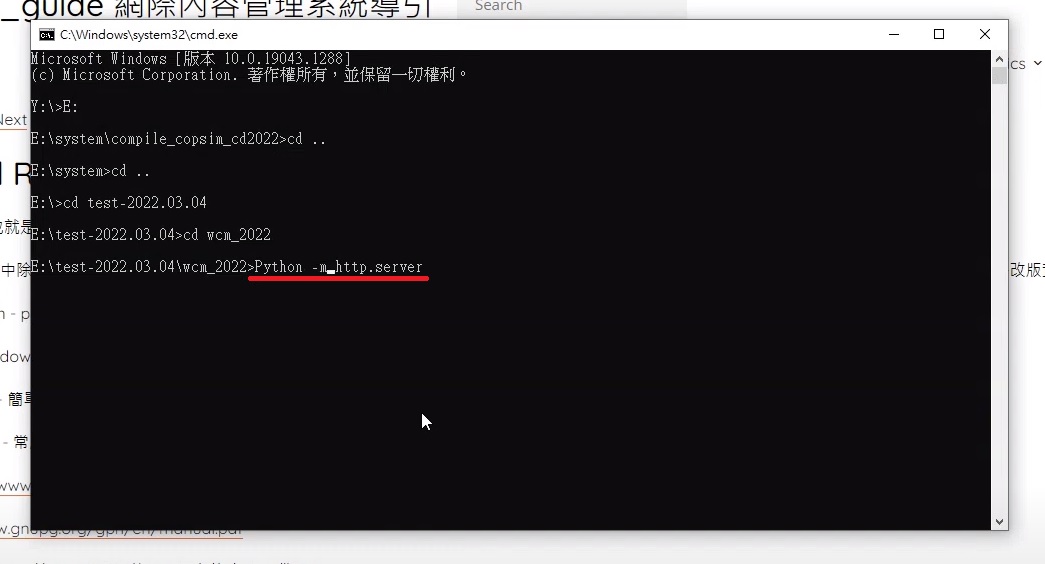 _guide 網際內容管理系統導引
Search
C:\Windows\system32\cmd.exe
Microsoft Windows [版本 10.0.19043.1288]
(c) Microsoft Corporation. 著作權所有，並保留一切權利。
ics
Y:\>E:
Next
E:\system\compile_copsim_cd2022>cd ..
E:\system>cd ..
E:\>cd test-2022.03.04
也就是
E:\test-2022.03.04>cd wcm_2022
E:\test-2022.03.04\wcm_2022>Python -m http.server
中除
改版
n - p
dow
- 簡單
- 常
www
w.gnupg.org/gph/en/manual.pdf